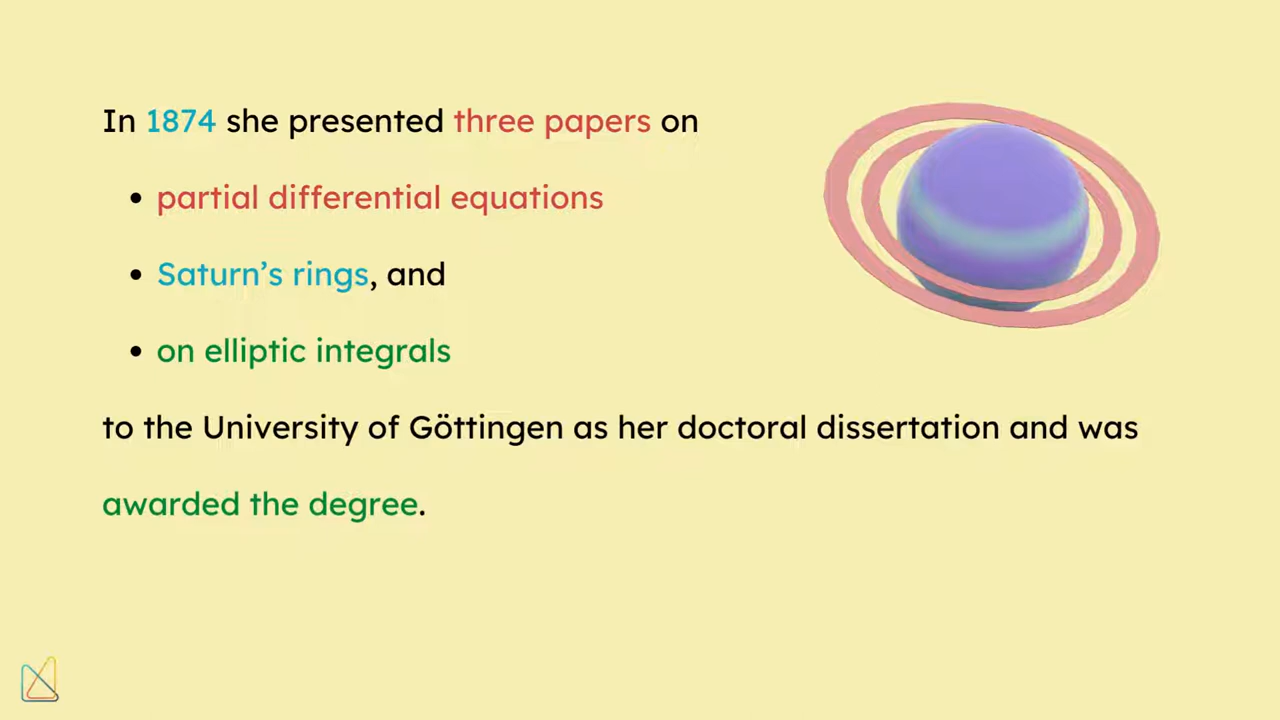 In 1874 she presented three papers on
• partial differential equations
• Saturn’s rings, and
• on elliptic integrals
to the University of Göttingen as her doctoral dissertation and was
awarded the degree.